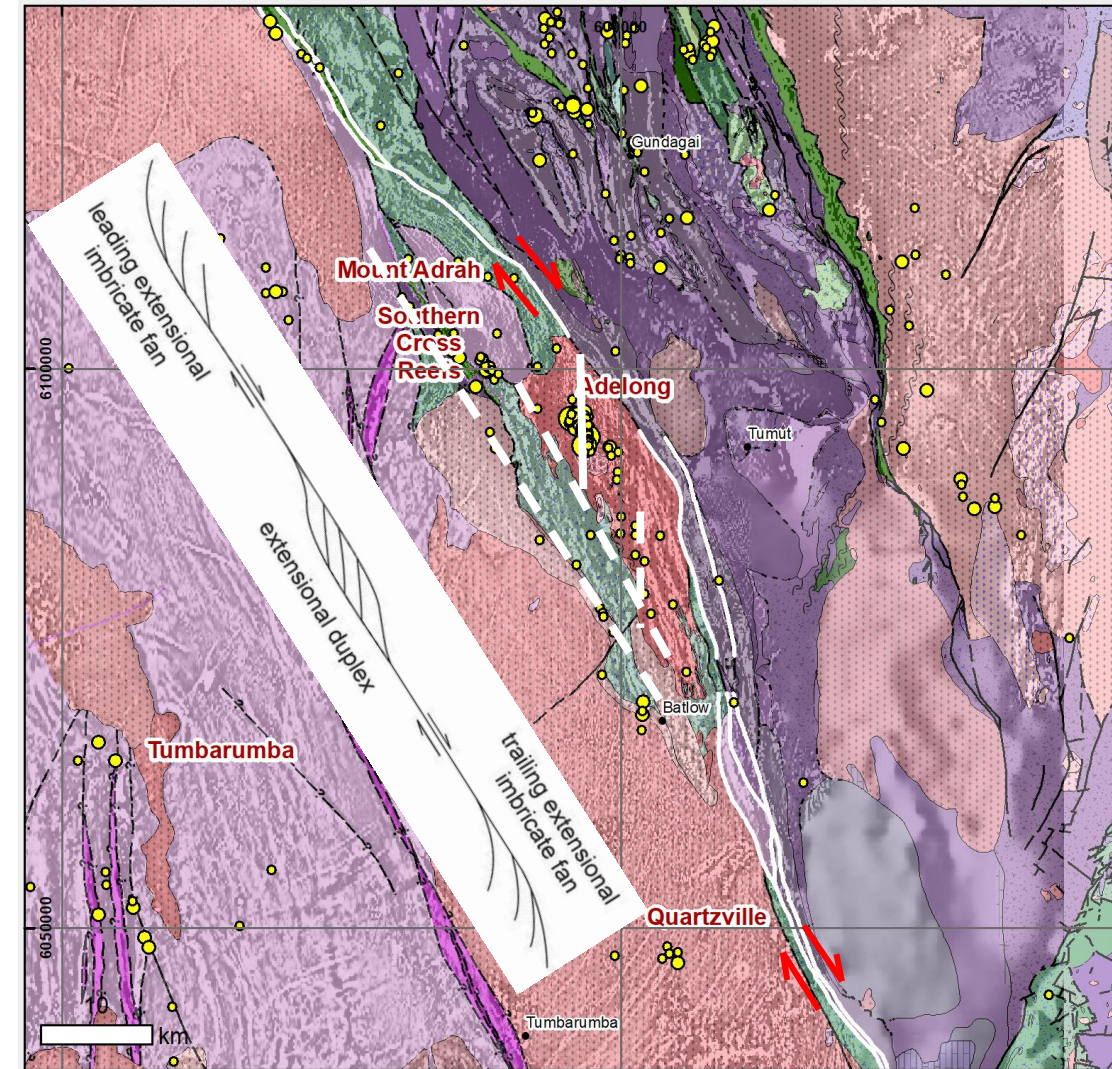 600000
Gundagai
Mount Adrah
Southern
Cross
Reefs
6100000
Adelong
Tumut
leading extensional
imbricate fan
extensional duplex
trailing extensional
imbricate fan
Batlow
Tumbarumba
Quartzville
6050000
10
km
Tumbarumba